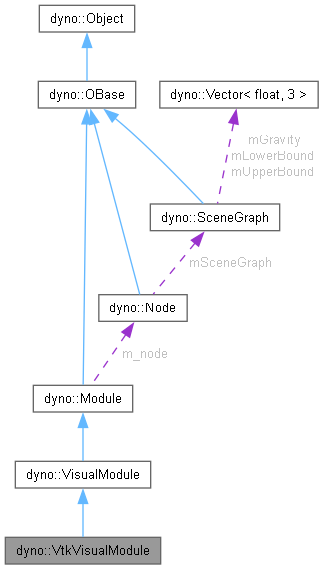 dyno::Object
dyno::OBase
dyno::Vector< float, 3 >
mGravity
mLowerBound
mUpperBound
dyno::SceneGraph
mSceneGraph
dyno::Node
m_node
dyno::Module
dyno::VisualModule
dyno::VtkVisualModule